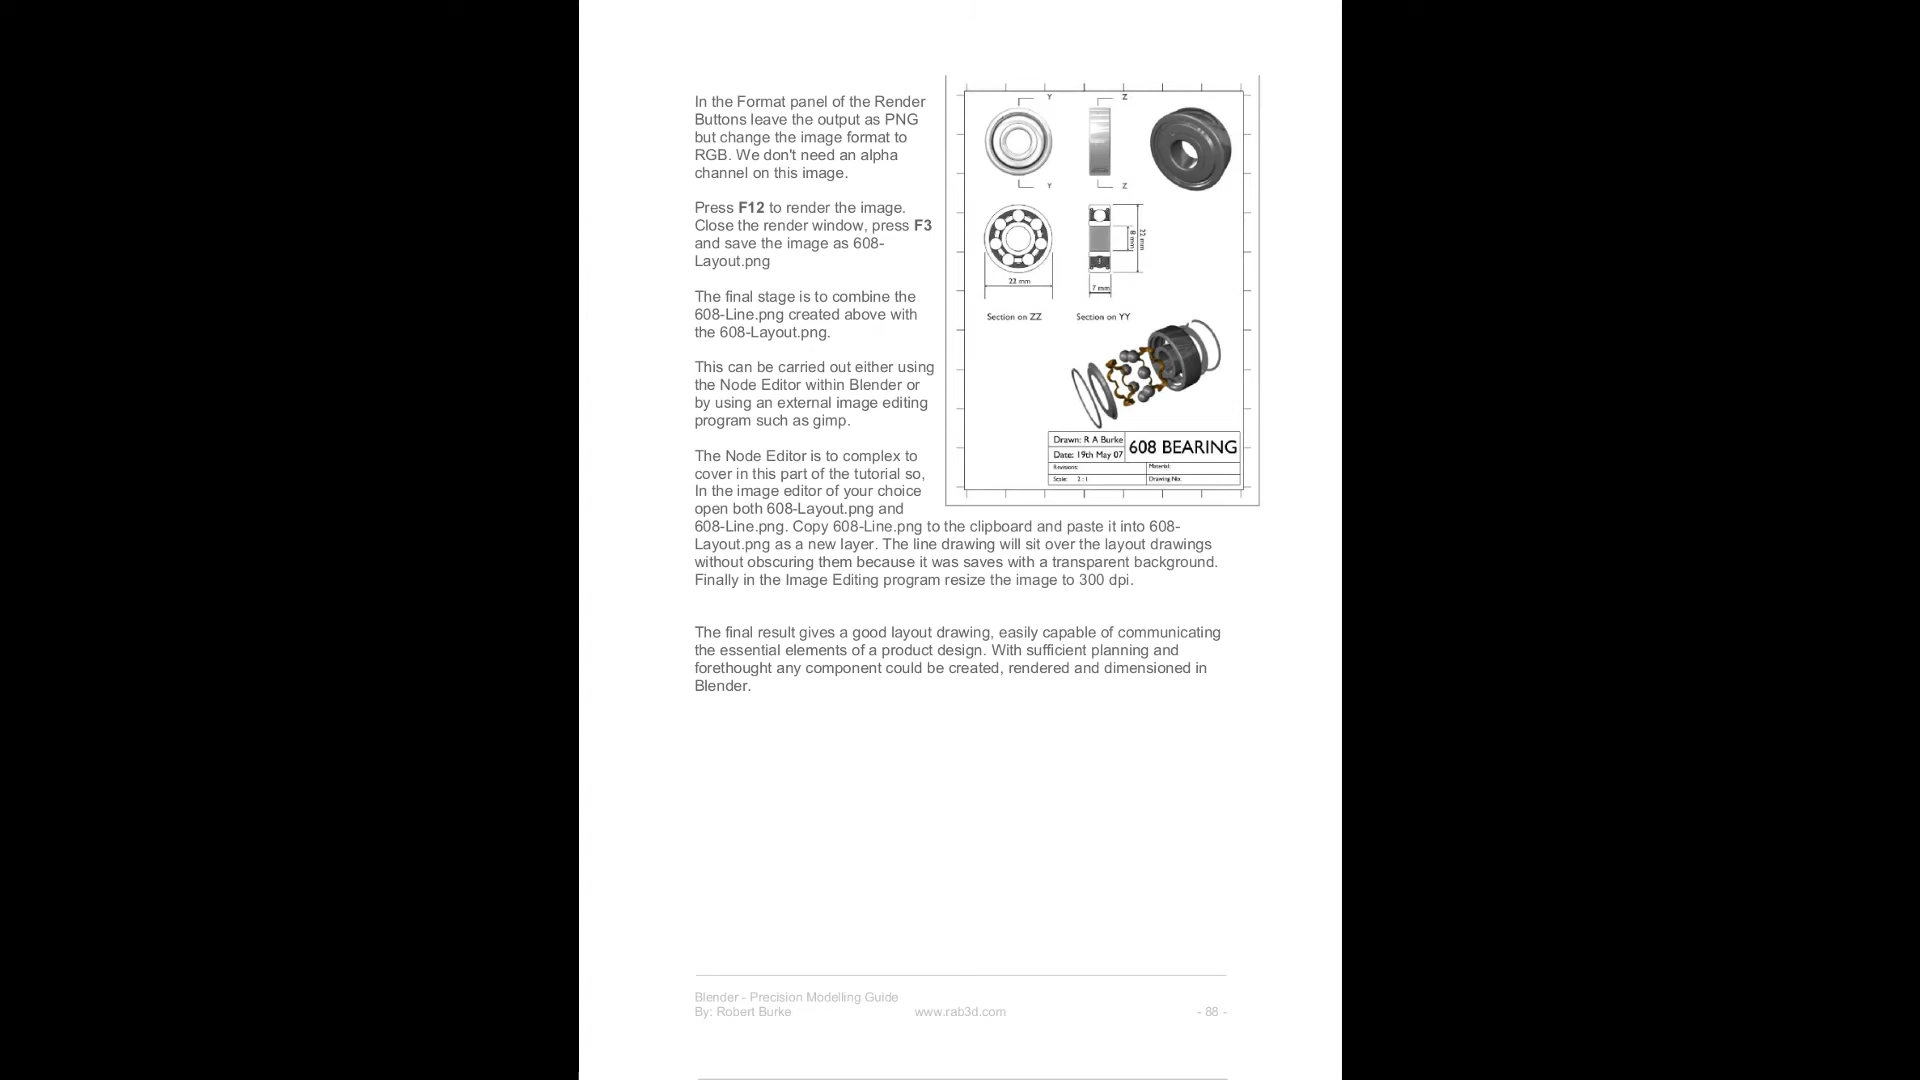 In the Format panel of the Render
Buttons leave the output as PNG
but change the image format to
RGB. We don't need an alpha
channel on this image.
Press F12 to render the image.
Close the render window, press F3
and save the image as 608-
Layout.png
The final stage is to combine the
608-Line.png created above with
the 608-Layout.png.
This can be carried out either using
the Node Editor within Blender or
by using an external image editing
program such as gimp.
The Node Editor is to complex to
cover in this part of the tutorial so,
In the image editor of your choice
open both 608-Layout.png and
608-Line.png. Copy 608-Line.png to the clipboard and paste it into 608-
Layout.png as a new layer. The line drawing will sit over the layout drawings
without obscuring them because it was saves with a transparent background.
Finally in the Image Editing program resize the image to 300 dpi.
Y Z
Y Z
8 mm
22 mm
22 mm
7 mm
Section on ZZ Section on YY
Drawn: R A Burke
Date: 19th May 07
608 BEARING
Revisions: Material:
Scale: 2 : 1 Drawing No:
The final result gives a good layout drawing, easily capable of communicating
the essential elements of a product design. With sufficient planning and
forethought any component could be created, rendered and dimensioned in
Blender.
Blender - Precision Modelling Guide
By: Robert Burke www.rab3d.com - 88 -